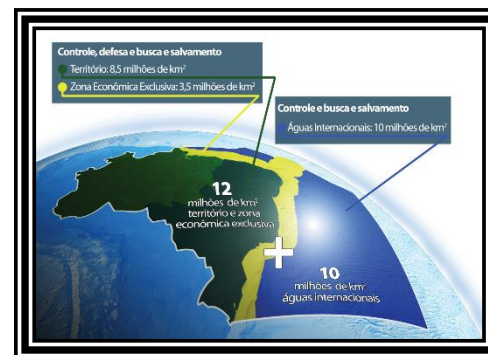 Controle, defesa e busca e salvamento
Território: 8,5 milhões de km²
Zona Econômica Exclusiva: 3,5 milhões de km²
Controle e busca e salvamento
Águas Internacionais: 10 milhões de km²
12
milhões de km²
território e zona
econômica exclusiva
+
10
milhões de km²
águas internacionais